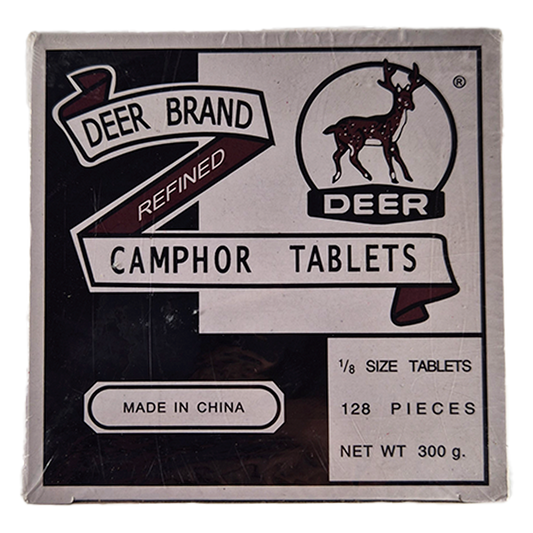 DEER BRAND
REFINED
CAMPHOR TABLETS
®
DEER
MADE IN CHINA
1/8 SIZE TABLETS
128 PIECES
NET WT 300 g.